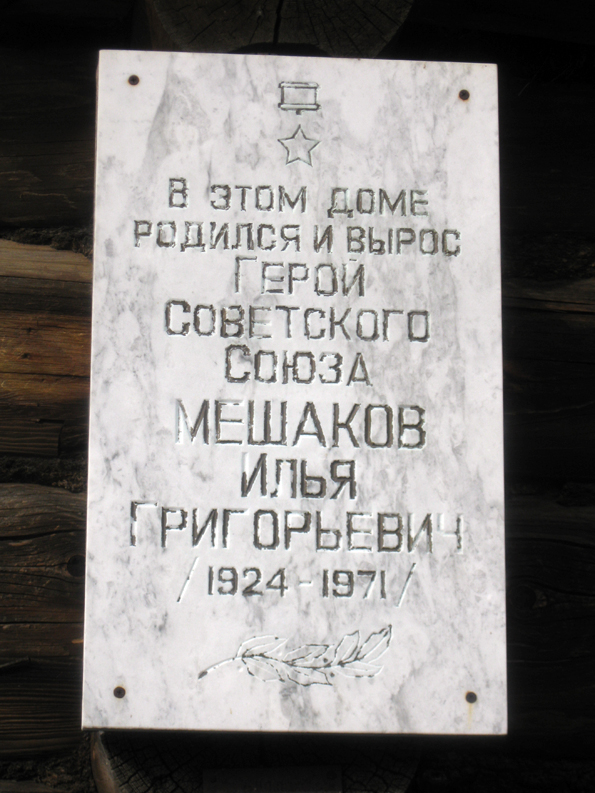 В этом доме
родился и вырос
Герой
Советского
Союза
МЕШАКОВ
ИЛЬЯ
ГРИГОРЬЕВИЧ
/1924-1971/